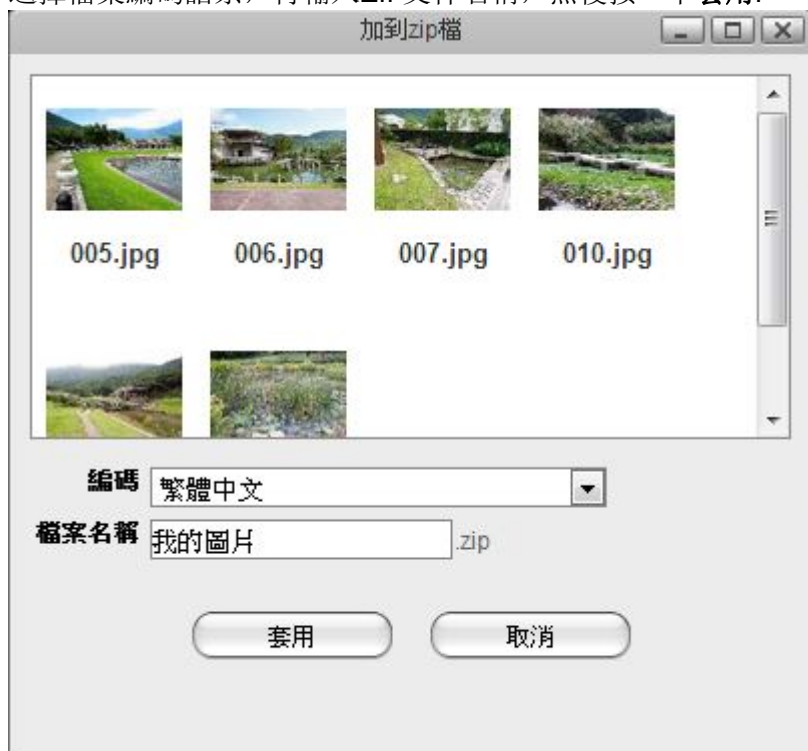 加到zip檔
005.jpg 006.jpg 007.jpg 010.jpg
編碼 繁體中文
檔案名稱 我的圖片 .zip
套用 取消